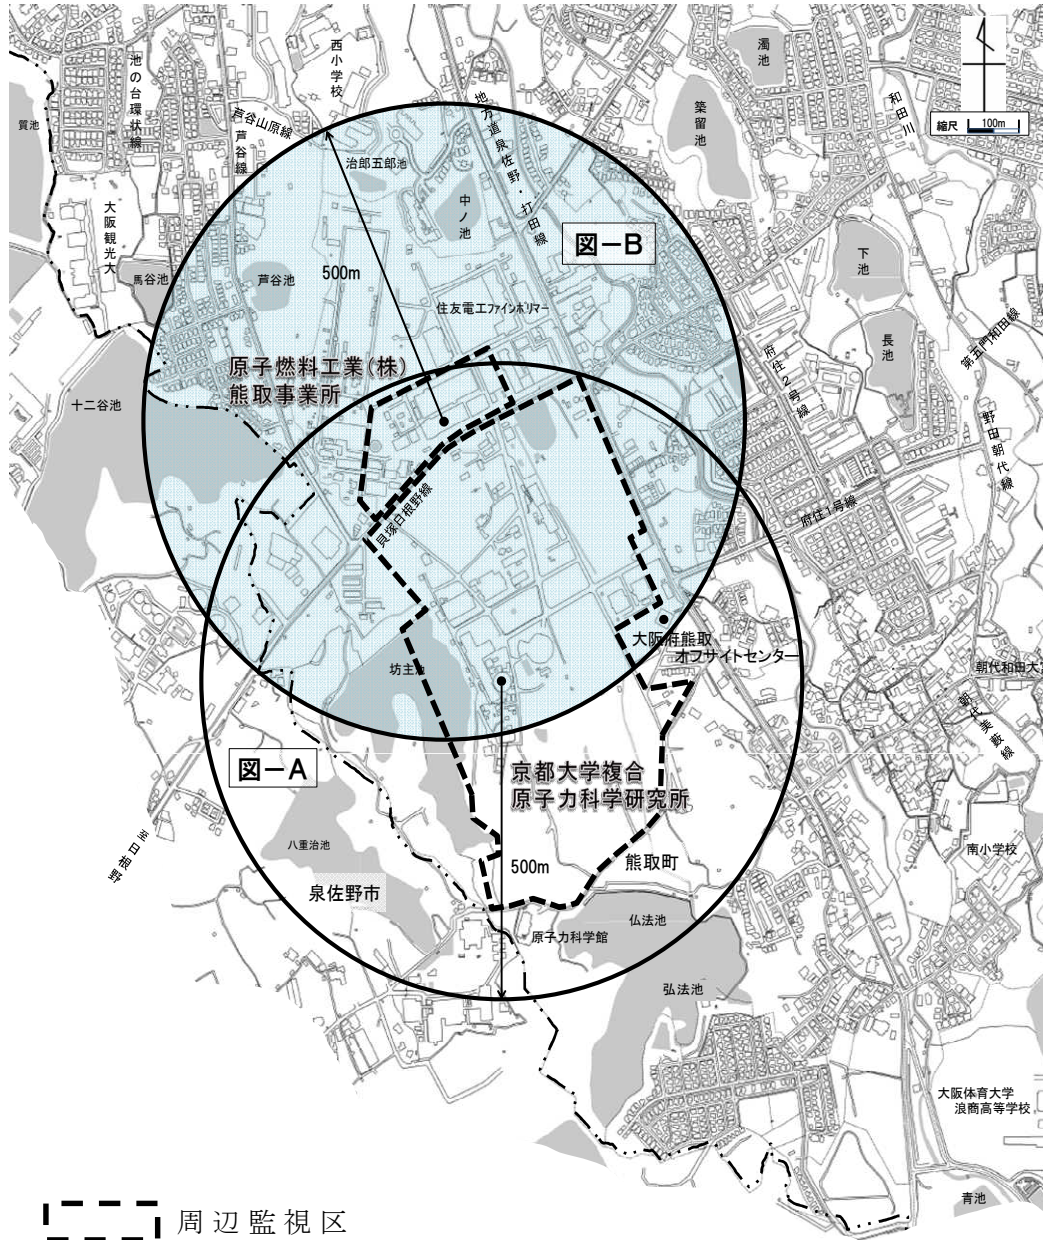 池の台環状線
西小学校
濁池
築留池
和田川
縮尺 100m
賀池
芦谷山原線
芦谷線
治郎五郎池
地方道泉佐野・打田線
中ノ池
図－B
大阪観光大
馬谷池
芦谷池
500m
住友電工ファインポリマー
下池
長池
第五門和田線
府住2号線
原子燃料工業(株)
熊取事業所
十二谷池
野田朝代線
貝塚日根野線
府住1号線
大阪府熊取
オフサイトセンター
坊主池
朝代和田大
朝代美薮線
図－A
京都大学複合
原子力科学研究所
至日根野
八重治池
500m
熊取町
南小学校
泉佐野市
仏法池
原子力科学館
弘法池
大阪体育大学
浪商高等学校
青池
周辺監視区